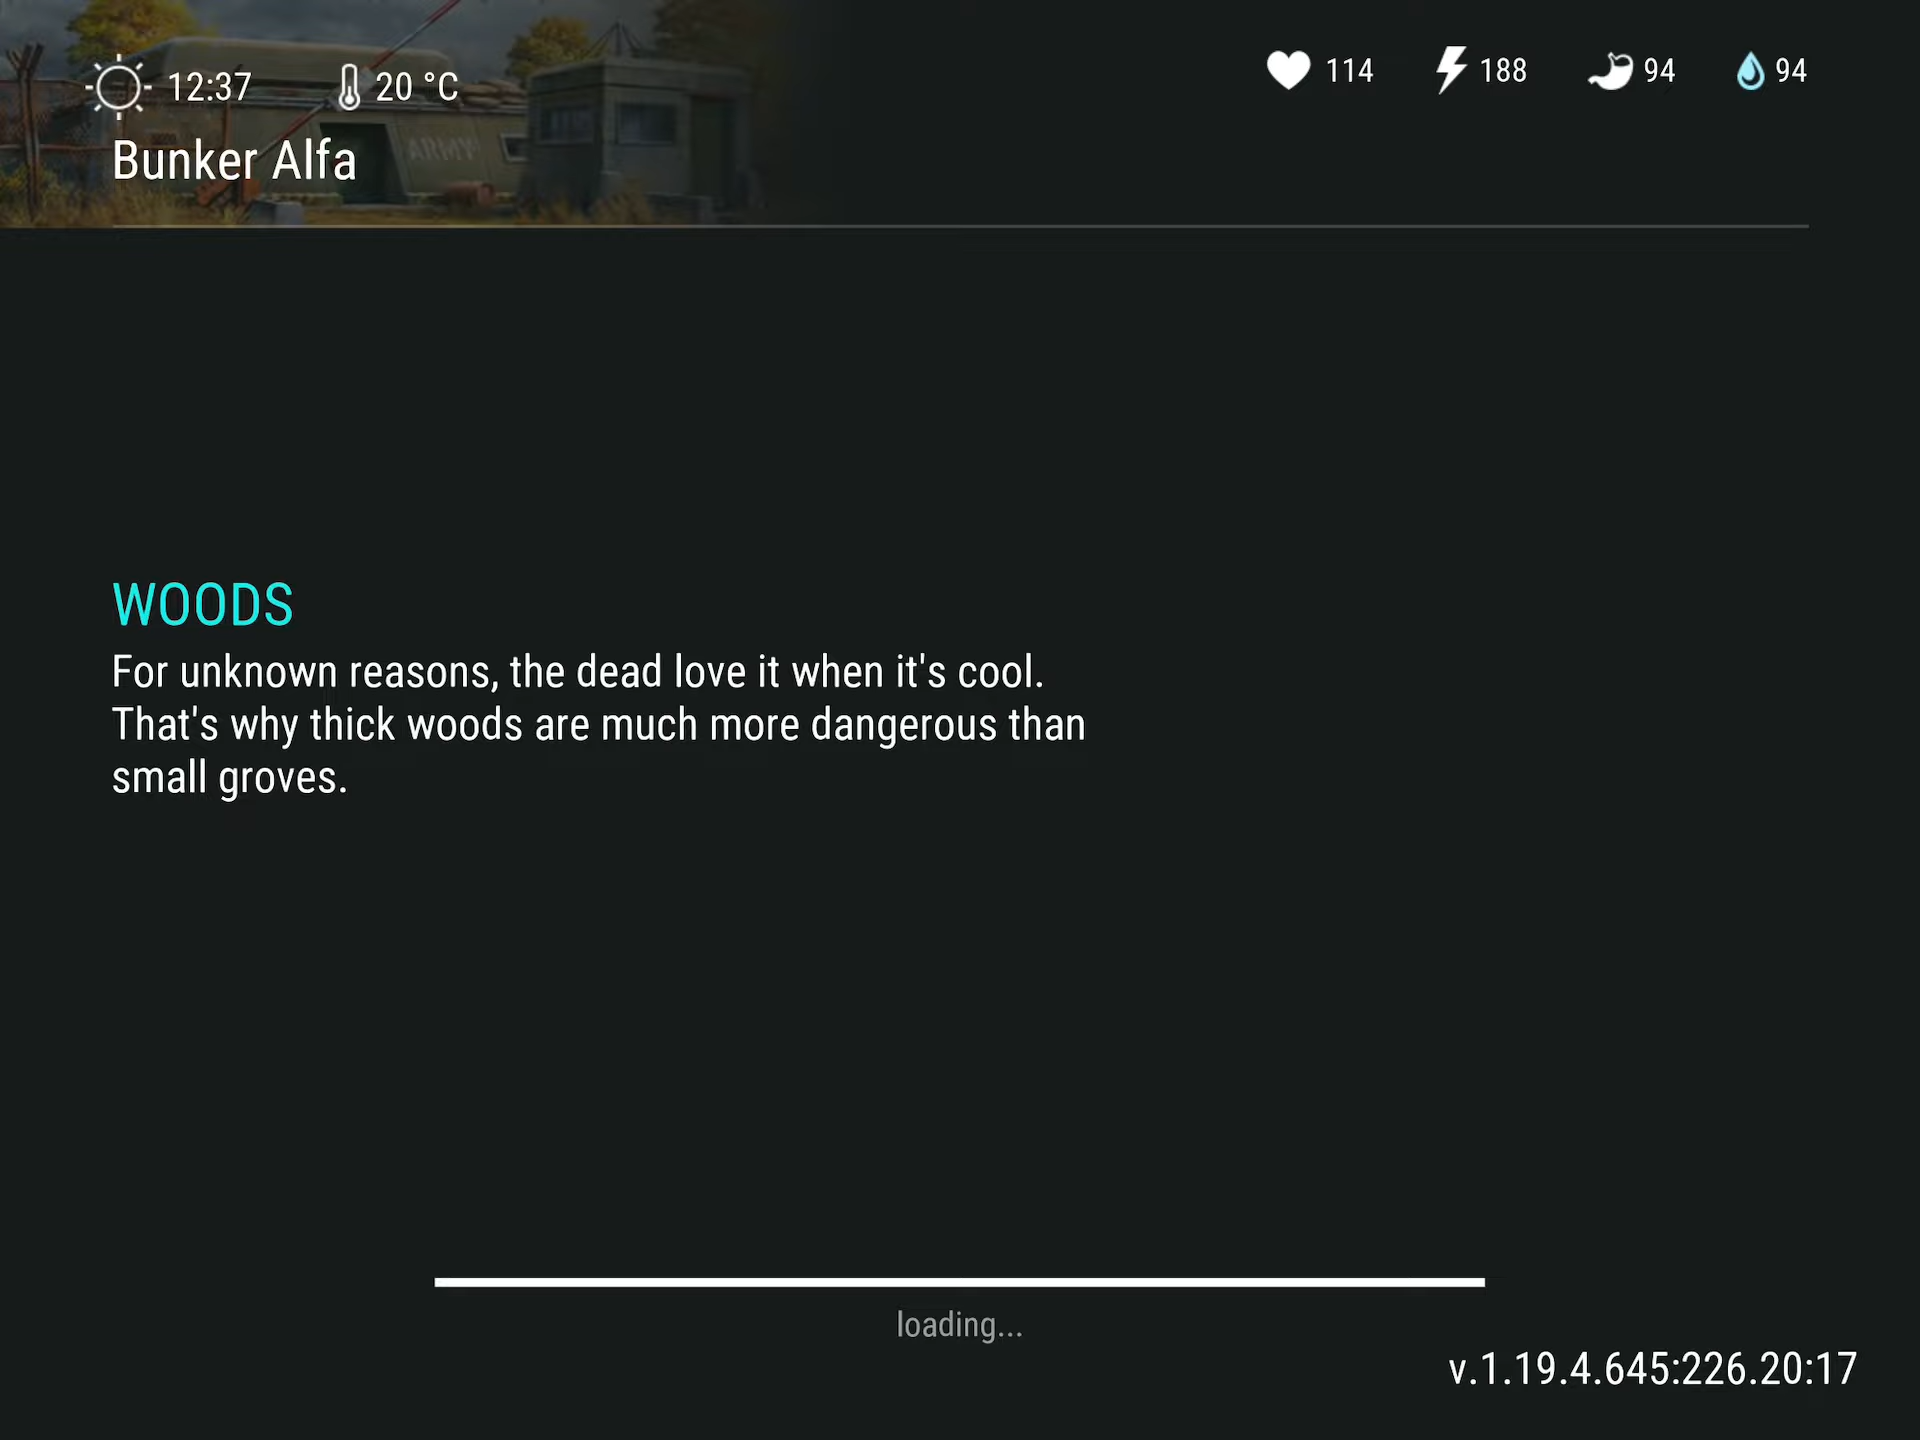 12:37
20 °C
114
188
94
94
ARMY
Bunker Alfa
WOODS
For unknown reasons, the dead love it when it's cool.
That's why thick woods are much more dangerous than
small groves.
loading...
v.1.19.4.645:226.20:17